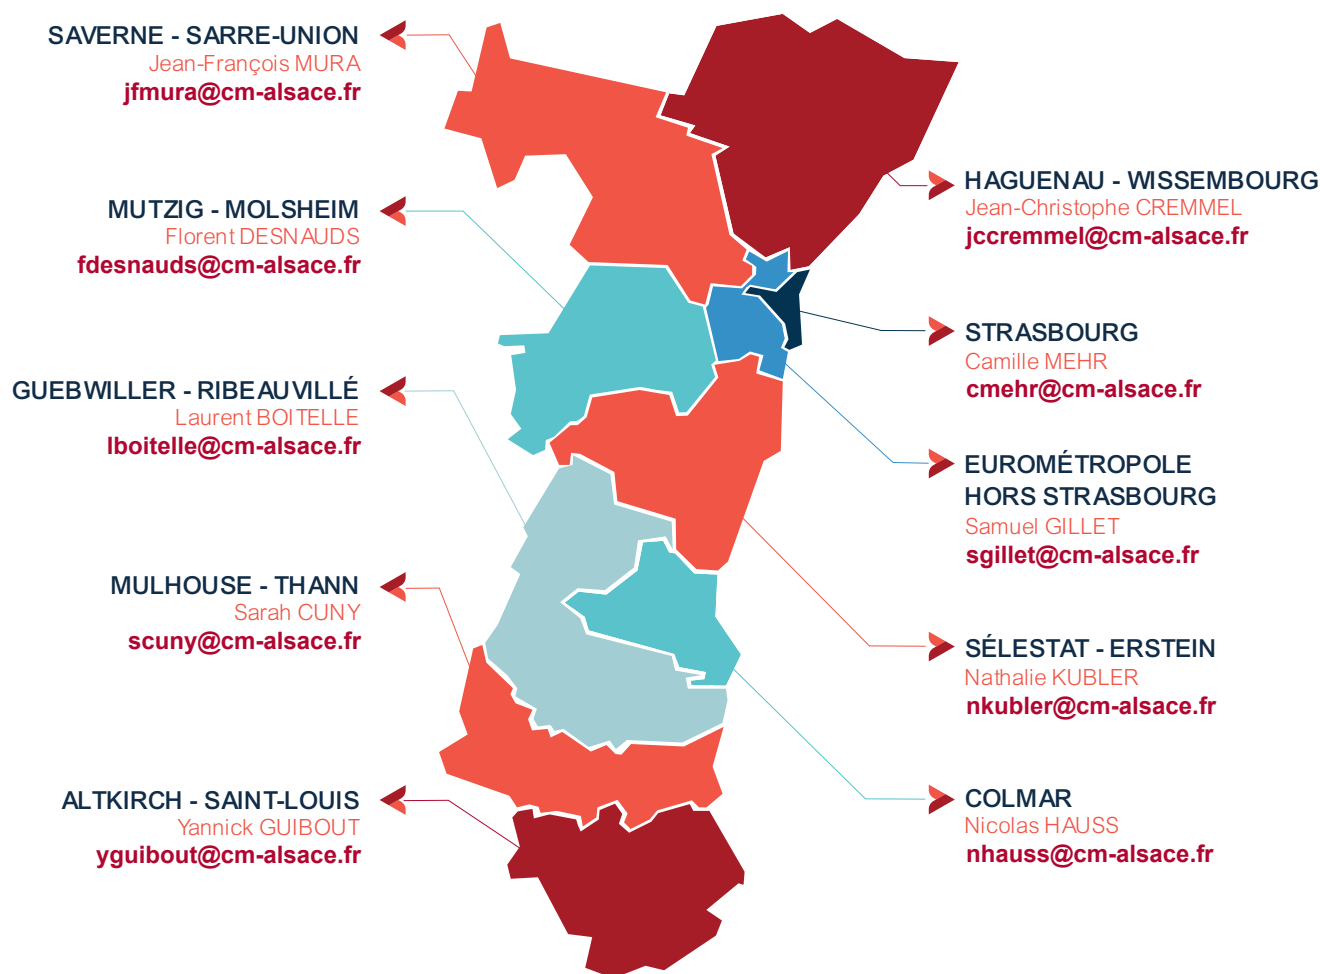 SAVERNE - SARRE-UNION
Jean-François MURA
jfmura@cm-alsace.fr
MUTZIG - MOLSHEIM
Florent DESNAUDS
fdesnauds@cm-alsace.fr
GUEBWILLER - RIBEAUVILLÉ
Laurent BOITELLE
lboitelle@cm-alsace.fr
MULHOUSE - THANN
Sarah CUNY
scuny@cm-alsace.fr
ALTKIRCH - SAINT-LOUIS
Yannick GUIBOUT
yguibout@cm-alsace.fr
HAGUENAU - WISSEMBOURG
Jean-Christophe CREMMEL
jccremmel@cm-alsace.fr
STRASBOURG
Camille MEHR
cmehr@cm-alsace.fr
EUROMÉTROPOLE
HORS STRASBOURG
Samuel GILLET
sgillet@cm-alsace.fr
SÉLESTAT - ERSTEIN
Nathalie KUBLER
nkubler@cm-alsace.fr
COLMAR
Nicolas HAUSS
nhauss@cm-alsace.fr